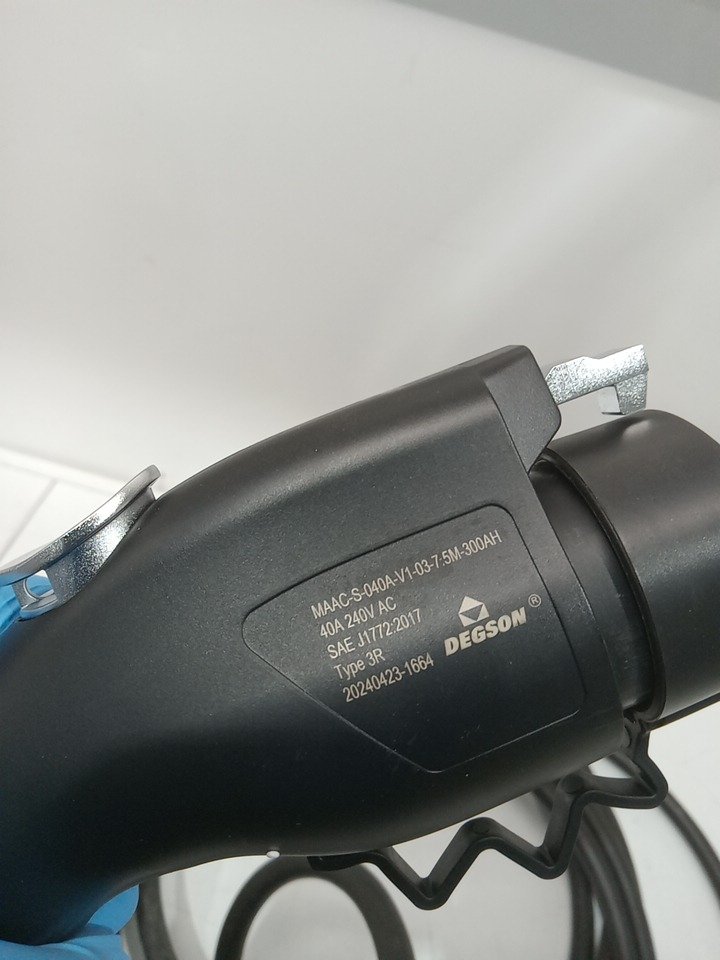 MAAC-S-040A-V1-03-7.5M-300AH
40A 240V AC
SAE J1772:2017
Type 3R
20240423-1664
DEGSON ®